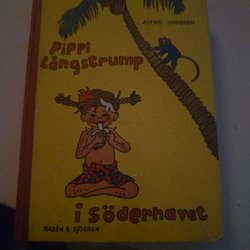 ASTRID LINDGREN
PiPPi
LÅNGSTRUMP
i SÖDERHAVET
RABÉN & SJÖGREN